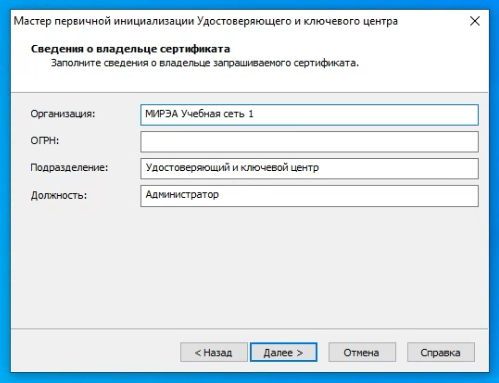 Мастер первичной инициализации Удостоверяющего и ключевого центра
Сведения о владельце сертификата
Заполните сведения о владельце запрашиваемого сертификата.
Организация: МИРЭА Учебная сеть 1
ОГРН:
Подразделение: Удостоверяющий и ключевой центр
Должность: Администратор
< Назад Далее > Отмена Справка